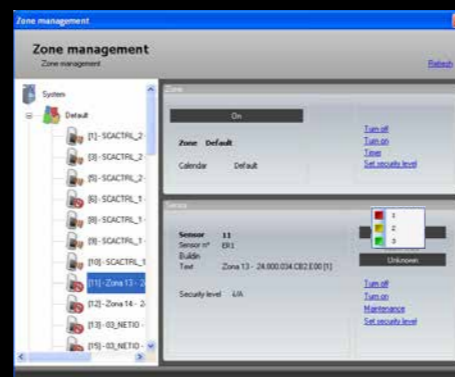 Zone management
Zone management
Zone management
Refresh
System
Default
[1] - SCACTRL_2
[3] - SCACTRL_2
[5] - SCACTRL_2
[6] - SCACTRL_1
[8] - SCACTRL_1
[9] - SCACTRL_1
[10] - SCACTRL_1
[11] - Zona 13 - 2
[12] - Zona 14 - 2
[13] - 03_NETIO -
[15] - 03_NETIO -
Zone
On
Zone Default
Calendar Default
Turn off
Turn on
Timer
Set security level
Sensor
Sensor 11
Sensor nº ER1
Buildin
Text Zona 13 - 24.000.034.CB2.E00 [1]
Security level 4/A
1
2
3
Unknown
Turn off
Turn on
Maintenance
Set security level